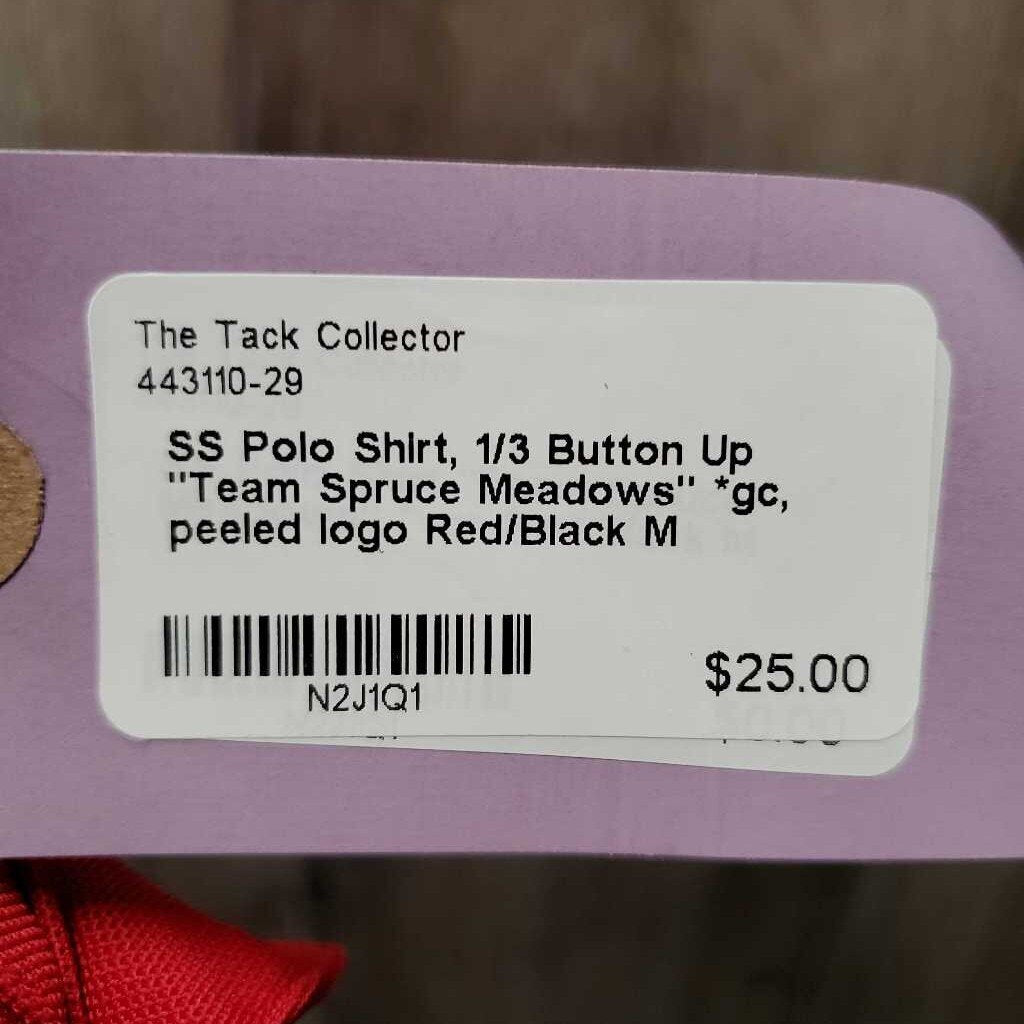 The Tack Collector
443110-29
SS Polo Shirt, 1/3 Button Up
"Team Spruce Meadows" *gc,
peeled logo Red/Black M
N2J1Q1
$25.00